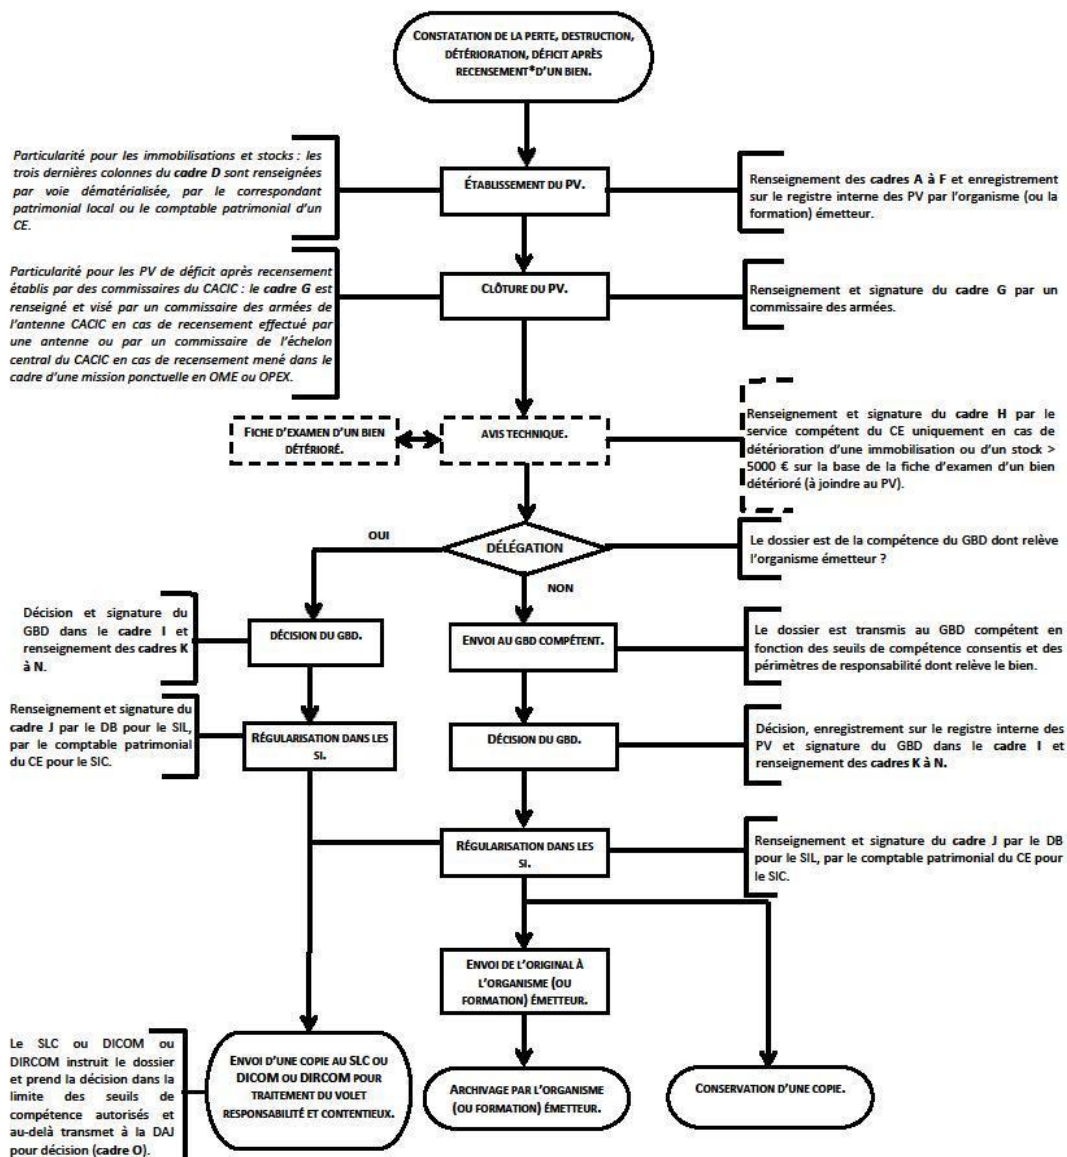 CONSTATATION DE LA PERTE, DESTRUCTION,
DÉTÉRIORATION, DÉFICIT APRÈS
RECENSEMENT*D'UN BIEN.
Particularité pour les immobilisations et stocks : les
trois dernières colonnes du cadre D sont renseignées
par voie dématérialisée, par le correspondant
patrimonial local ou le comptable patrimonial d'un
CE.
ÉTABLISSEMENT DU PV.
Renseignement des cadres A à F et enregistrement
sur le registre interne des PV par l'organisme (ou la
formation) émetteur.
Particularité pour les PV de déficit après recensement
établis par des commissaires du CACIC : le cadre G est
renseigné et visé par un commissaire des armées de
l'antenne CACIC en cas de recensement effectué par
une antenne ou par un commissaire de l'échelon
central du CACIC en cas de recensement mené dans le
cadre d'une mission ponctuelle en OME ou OPEX.
CLÔTURE DU PV.
Renseignement et signature du cadre G par un
commissaire des armées.
FICHE D'EXAMEN D'UN BIEN
DÉTÉRIORÉ.
AVIS TECHNIQUE.
Renseignement et signature du cadre H par le
service compétent du CE uniquement en cas de
détérioration d'une immobilisation ou d'un stock >
5000 € sur la base de la fiche d'examen d'un bien
détérioré (à joindre au PV).
OUI
DÉLÉGATION
Le dossier est de la compétence du GBD dont relève
l'organisme émetteur ?
NON
Décision et signature du
GBD dans le cadre I et
renseignement des cadres K
à N.
DÉCISION DU GBD.
ENVOI AU GBD COMPÉTENT.
Le dossier est transmis au GBD compétent en
fonction des seuils de compétence consentis et des
périmètres de responsabilité dont relève le bien.
Renseignement et signature du
cadre J par le DB pour le SIL,
par le comptable patrimonial
du CE pour le SIC.
RÉGULARISATION DANS LES
SI.
DÉCISION DU GBD.
Décision, enregistrement sur le registre interne des
PV et signature du GBD dans le cadre I et
renseignement des cadres K à N.
RÉGULARISATION DANS LES
SI.
Renseignement et signature du cadre J par le DB
pour le SIL, par le comptable patrimonial du CE pour
le SIC.
ENVOI DE L'ORIGINAL À
L'ORGANISME (OU
FORMATION) ÉMETTEUR.
Le SLC ou DICOM ou
DIRCOM instruit le dossier
et prend la décision dans la
limite des seuils de
compétence autorisés et
au-delà transmet à la DAJ
pour décision (cadre O).
ENVOI D'UNE COPIE AU SLC OU
DICOM OU DIRCOM POUR
TRAITEMENT DU VOLET
RESPONSABILITÉ ET CONTENTIEUX.
ARCHIVAGE PAR L'ORGANISME
(OU FORMATION) ÉMETTEUR.
CONSERVATION D'UNE COPIE.